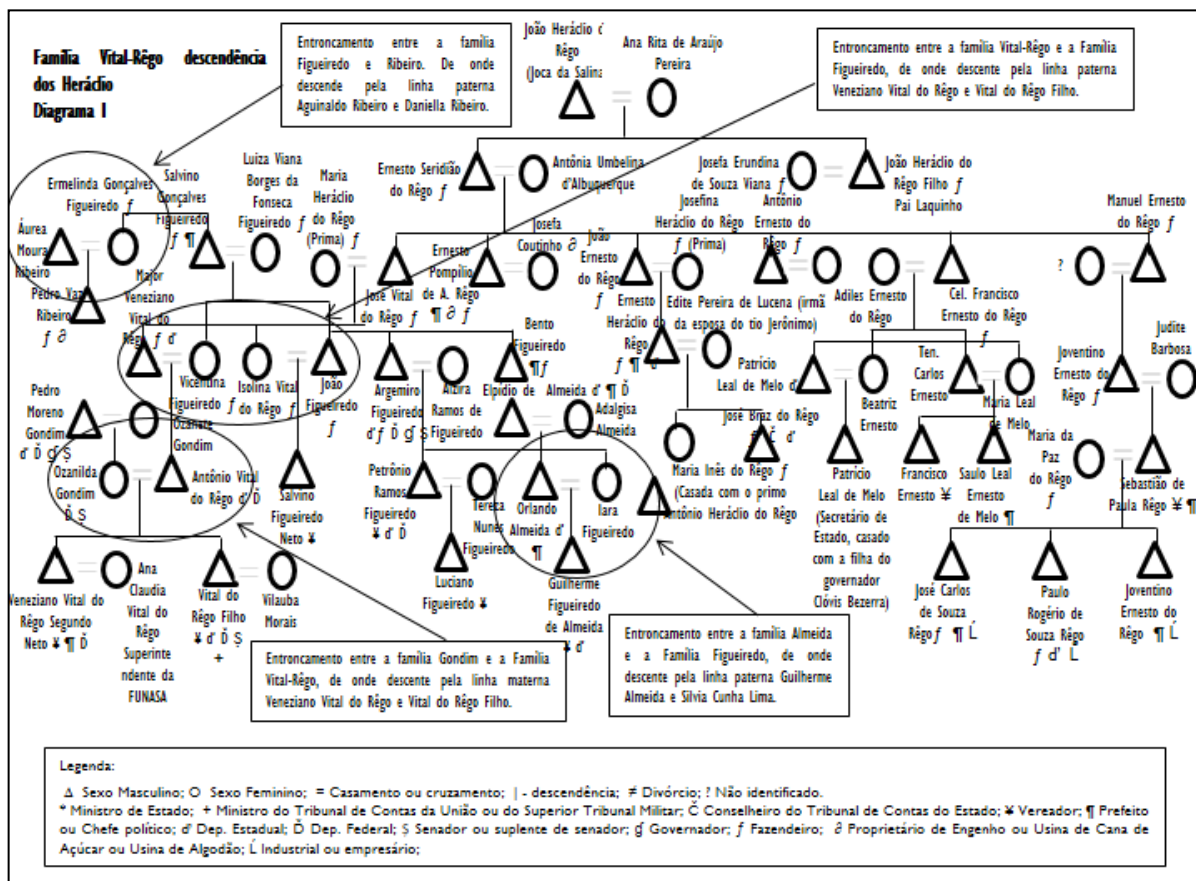 Família Vital-Rêgo descendência
dos Heráclio
Diagrama I
Entroncamento entre a família
Figueiredo e Ribeiro. De onde
descende pela linha paterna
Aguinaldo Ribeiro e Daniella Ribeiro.
João Heráclio d
Rêgo
(Joca da Salina
Ana Rita de Araújo
Pereira
Entroncamento entre a família Vital-Rêgo e a Família
Figueiredo, de onde descente pela linha paterna
Veneziano Vital do Rêgo e Vital do Rêgo Filho.
Ernesto Seridião
do Rêgo ƒ
Antônia Umbelina
d'Albuquerque
Josefa Erundina
de Souza Viana ƒ
João Heráclio do
Rêgo Filho ƒ
Pai Laquinho
Ermelinda Gonçalves
Figueiredo ƒ
Salvino
Gonçalves
Figueiredo
ƒ ¶
Luiza Viana
Borges da
Fonseca
Figueiredo ƒ
Maria
Heráclio
do Rêgo
(Prima) ƒ
Josefa
Coutinho ∂
Josefina
Heráclio do Rêgo
ƒ (Prima)
Antônio
Ernesto do
Rêgo ƒ
Manuel Ernesto
do Rêgo ƒ
Áurea
Moura
Ribeiro
Pedro Vaz
Ribeiro
ƒ ∂
Major
Veneziano
Vital do
Rêgo ƒ ď
José Vital
do Rêgo ƒ
Ernesto
Pompílio
de A. Rêgo
¶ ∂ ƒ
João
Ernesto
do Rêgo
ƒ
Ernesto
Heráclio do
Rêgo
ƒ ¶
Edite Pereira de Lucena (irmã
da esposa do tio Jerônimo)
Adiles Ernesto
do Rêgo
Cel. Francisco
Ernesto do Rêgo
ƒ
?
Judite
Barbosa
Joventino
Ernesto do
Rêgo ƒ
Vicentina
Figueiredo ƒ
Isolina Vital
do Rêgo ƒ
João
Figueiredo
ƒ
Argemiro
Figueiredo
ď ƒ Ď ɠ Ş
Alzira
Ramos de
Figueiredo
Bento
Figueiredo
¶ƒ
Elpídio de Almeida ď ¶ Ď
Adalgisa
Almeida
Patrício
Leal de Melo ď
Beatriz
Ernesto
Ten.
Carlos
Ernesto
Maria Leal
de Melo
Pedro
Moreno
Gondim
ď Ď ɠ Ş
Ozanete
Gondim
Ozanilda
Gondim
Ď Ş
Antônio Vital
do Rêgo ď Ď
Salvino
Figueiredo
Neto ¥
Petrônio
Ramos
Figueiredo
¥ ď Ď
Tereza
Nunes
Figueiredo
Orlando
Almeida ď
¶
Iara
Figueiredo
José Braz do Rêgo
ƒ Č ď
Maria Inês do Rêgo ƒ
(Casada com o primo
Antônio Heráclio do Rêgo
Patrício
Leal de Melo
(Secretário de
Estado, casado
com a filha do
governador
Clóvis Bezerra)
Francisco
Ernesto ¥
Saulo Leal
Ernesto
de Melo ¶
Maria da
Paz
do Rêgo
ƒ
Sebastião de
Paula Rêgo ¥ ¶
Veneziano Vital do
Rêgo Segundo
Neto ¥ ¶ Ď
Ana
Claudia
Vital do
Rêgo
Superinte
ndente da
FUNASA
Vital do
Rêgo Filho
¥ ď Ď Ş
+
Vilauba
Morais
Luciano
Figueiredo ¥
Guilherme
Figueiredo
de Almeida
¥ ď
José Carlos
de Souza
Rêgo ƒ ¶ Ĺ
Paulo
Rogério de
Souza Rêgo
ƒ ď Ĺ
Joventino
Ernesto do
Rêgo ¶ Ĺ
Entroncamento entre a família Gondim e a Família
Vital-Rêgo, de onde descente pela linha materna
Veneziano Vital do Rêgo e Vital do Rêgo Filho.
Entroncamento entre a família Almeida
e a Família Figueiredo, de onde
descente pela linha paterna Guilherme
Almeida e Silvia Cunha Lima.
Legenda:
Δ Sexo Masculino; O Sexo Feminino; = Casamento ou cruzamento; | - descendência; ≠ Divórcio; ? Não identificado.
* Ministro de Estado; + Ministro do Tribunal de Contas da União ou do Superior Tribunal Militar; Č Conselheiro do Tribunal de Contas do Estado; ¥ Vereador; ¶ Prefeito
ou Chefe político; ď Dep. Estadual; Ď Dep. Federal; Ş Senador ou suplente de senador; ɠ Governador; ƒ Fazendeiro; ∂ Proprietário de Engenho ou Usina de Cana de
Açúcar ou Usina de Algodão; Ĺ Industrial ou empresário;